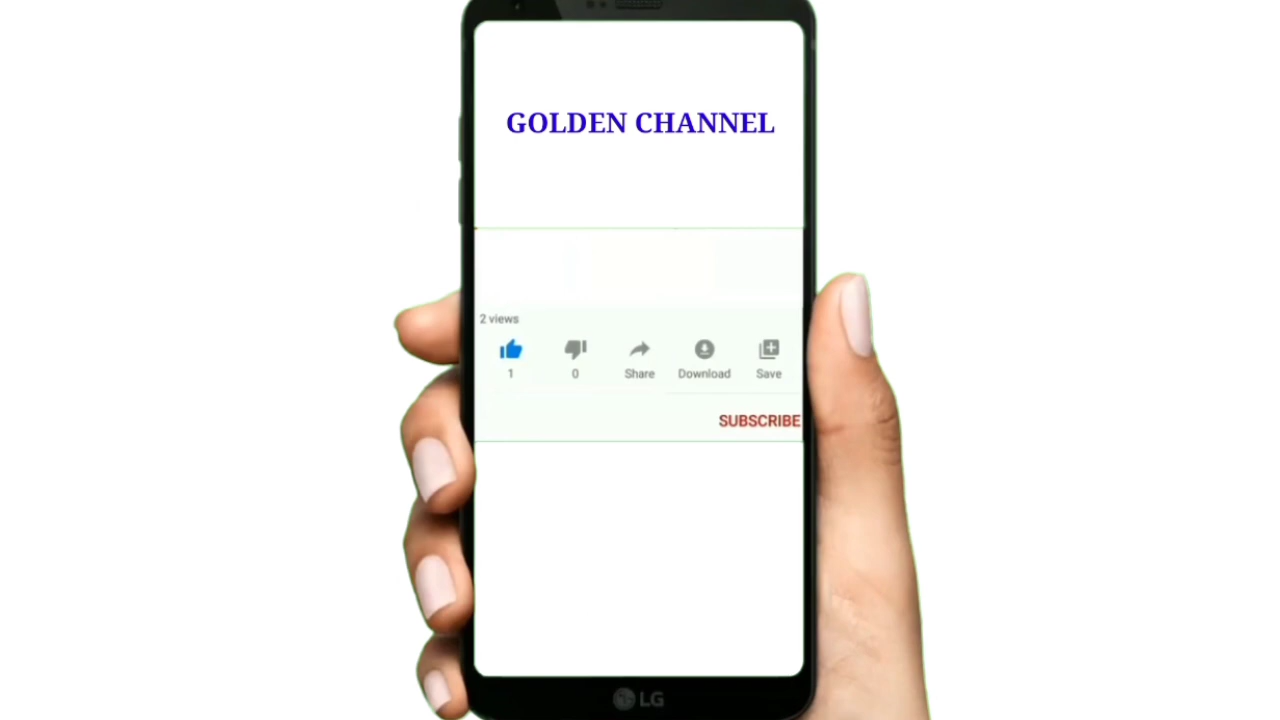 GOLDEN CHANNEL
2 views
1 0 Share Download Save
SUBSCRIBE
LG